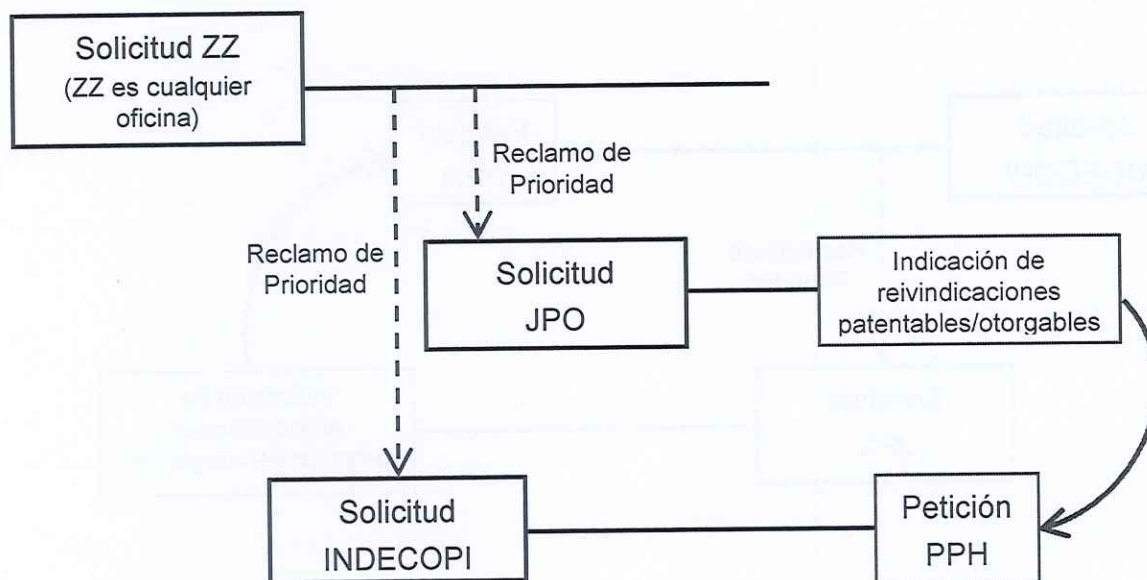 Solicitud ZZ
(ZZ es cualquier
oficina)
Reclamo de
Prioridad
Reclamo de
Prioridad
Solicitud
JPO
Indicación de
reivindicaciones
patentables/otorgables
Solicitud
INDECOPI
Petición
PPH